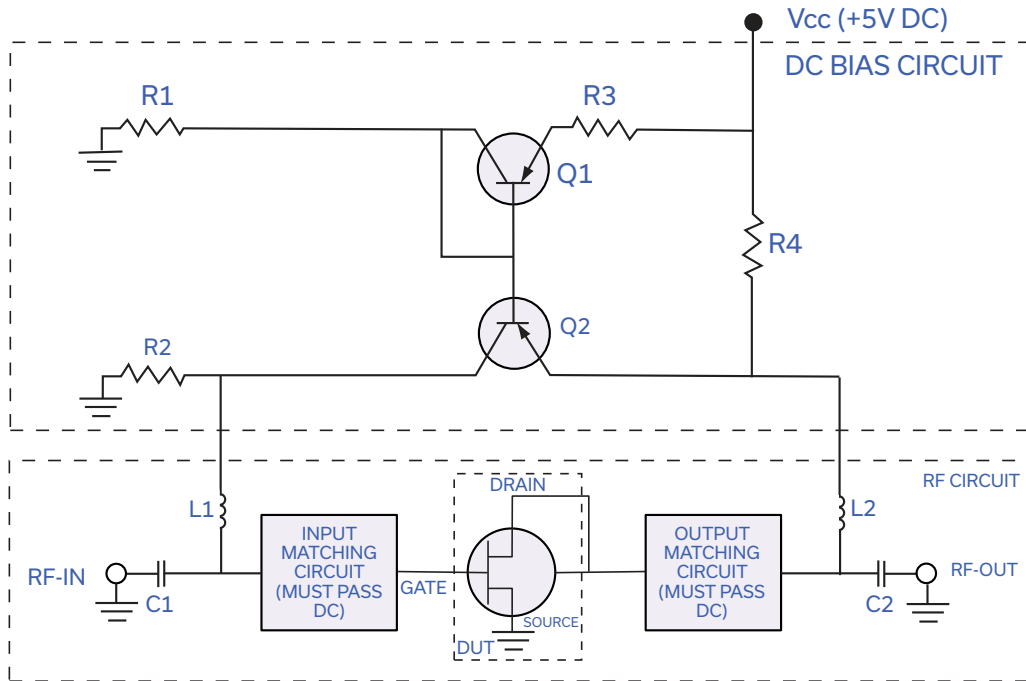 Vcc (+5V DC)
DC BIAS CIRCUIT
R1
R3
Q1
R4
Q2
R2
RF CIRCUIT
DRAIN
L1
L2
INPUT
MATCHING
CIRCUIT
(MUST PASS
DC)
OUTPUT
MATCHING
CIRCUIT
(MUST PASS
DC)
RF-IN
C1
GATE
SOURCE
DUT
C2
RF-OUT